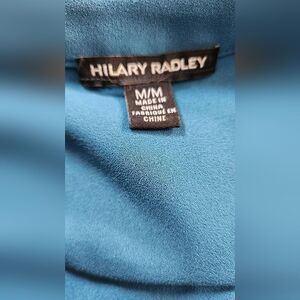 HILARY RADLEY
M/M
MADE IN
CHINA
FABRIQUÉ EN
CHINE